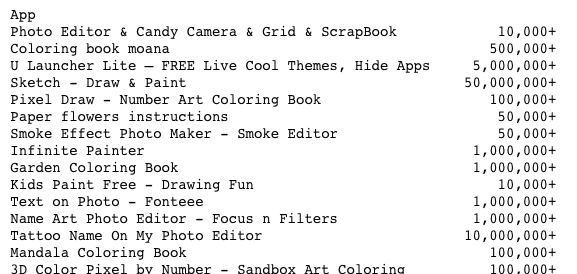 App
Photo Editor & Candy Camera & Grid & ScrapBook 10,000+
Coloring book moana 500,000+
U Launcher Lite – FREE Live Cool Themes, Hide Apps 5,000,000+
Sketch - Draw & Paint 50,000,000+
Pixel Draw - Number Art Coloring Book 100,000+
Paper flowers instructions 50,000+
Smoke Effect Photo Maker - Smoke Editor 50,000+
Infinite Painter 1,000,000+
Garden Coloring Book 1,000,000+
Kids Paint Free - Drawing Fun 10,000+
Text on Photo - Fonteee 1,000,000+
Name Art Photo Editor - Focus n Filters 1,000,000+
Tattoo Name On My Photo Editor 10,000,000+
Mandala Coloring Book 100,000+
3D Color Pixel by Number - Sandbox Art Coloring 100,000+